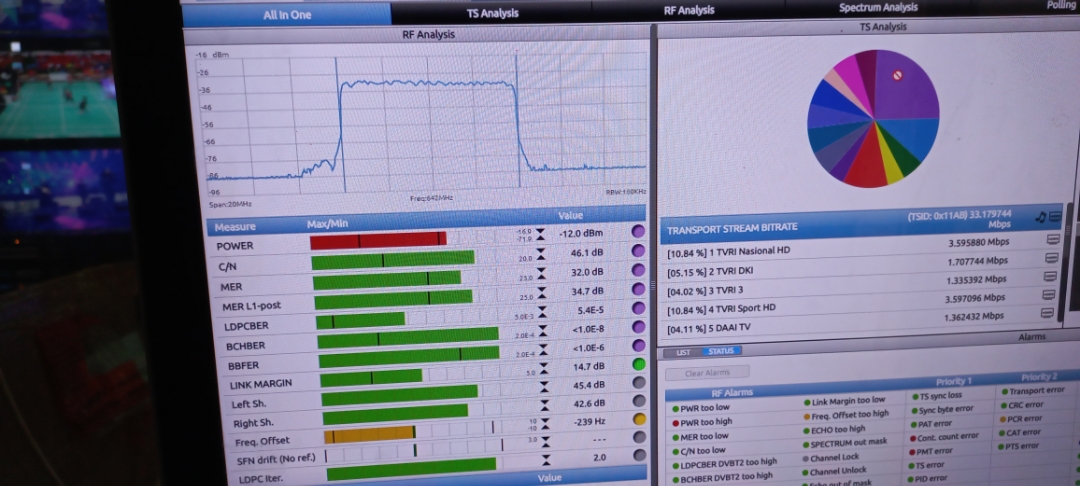 All In One
TS Analysis
RF Analysis
Spectrum Analysis
Polling
RF Analysis
-16 dBm
-26
-36
-46
-56
-66
-76
-86
-96
Span:20MHz
Freq:642MHz
Measure
Max/Min
Value
POWER
-12.0 dBm
C/N
20.0
46.1 dB
MER
23.0
32.0 dB
MER L1-post
25.0
34.7 dB
LDPCBER
5.0E-3
5.4E-5
BCHBER
2.0E-4
<1.0E-8
BBFER
2.0E-4
<1.0E-6
LINK MARGIN
5.0
14.7 dB
Left Sh.
45.4 dB
Right Sh.
42.6 dB
Freq. Offset
10
-10
-239 Hz
SFN drift (No ref.)
3.0
---
LDPC Iter.
2.0
Value
TS Analysis
TRANSPORT STREAM BITRATE
(TSID: 0x11AB) 33.179744
Mbps
[10.84 %] 1 TVRI Nasional HD
3.595880 Mbps
[05.15 %] 2 TVRI DKI
1.707744 Mbps
[04.02 %] 3 TVRI 3
1.335392 Mbps
[10.84 %] 4 TVRI Sport HD
3.597096 Mbps
[04.11 %] 5 DAAI TV
1.362432 Mbps
Alarms
LIST
STATUS
Clear Alarms
RF Alarms
Priority 1
Priority 2
PWR too low
Link Margin too low
TS sync loss
Transport error
PWR too high
Freq. Offset too high
Sync byte error
CRC error
MER too low
ECHO too high
PAT error
PCR error
C/N too low
SPECTRUM out mask
Cont. count error
CAT error
LDPCBER DVBT2 too high
Channel Lock
PMT error
PTS error
BCHBER DVBT2 too high
Channel Unlock
TS error
Echo out of mask
PID error